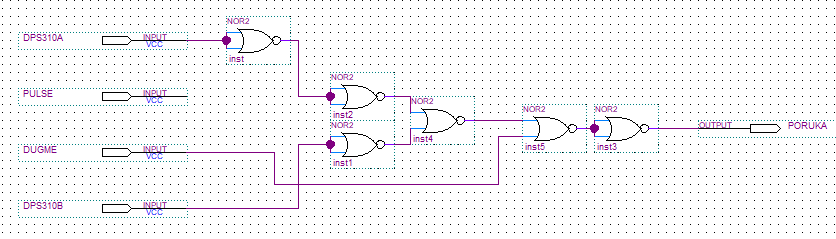 NOR2
DPS310A
INPUT
VCC
inst
NOR2
PULSE
INPUT
VCC
NOR2
NOR2
NOR2
inst2
NOR2
OUTPUT
PORUKA
inst4
DUGME
INPUT
VCC
inst5
inst3
inst1
DPS310B
INPUT
VCC